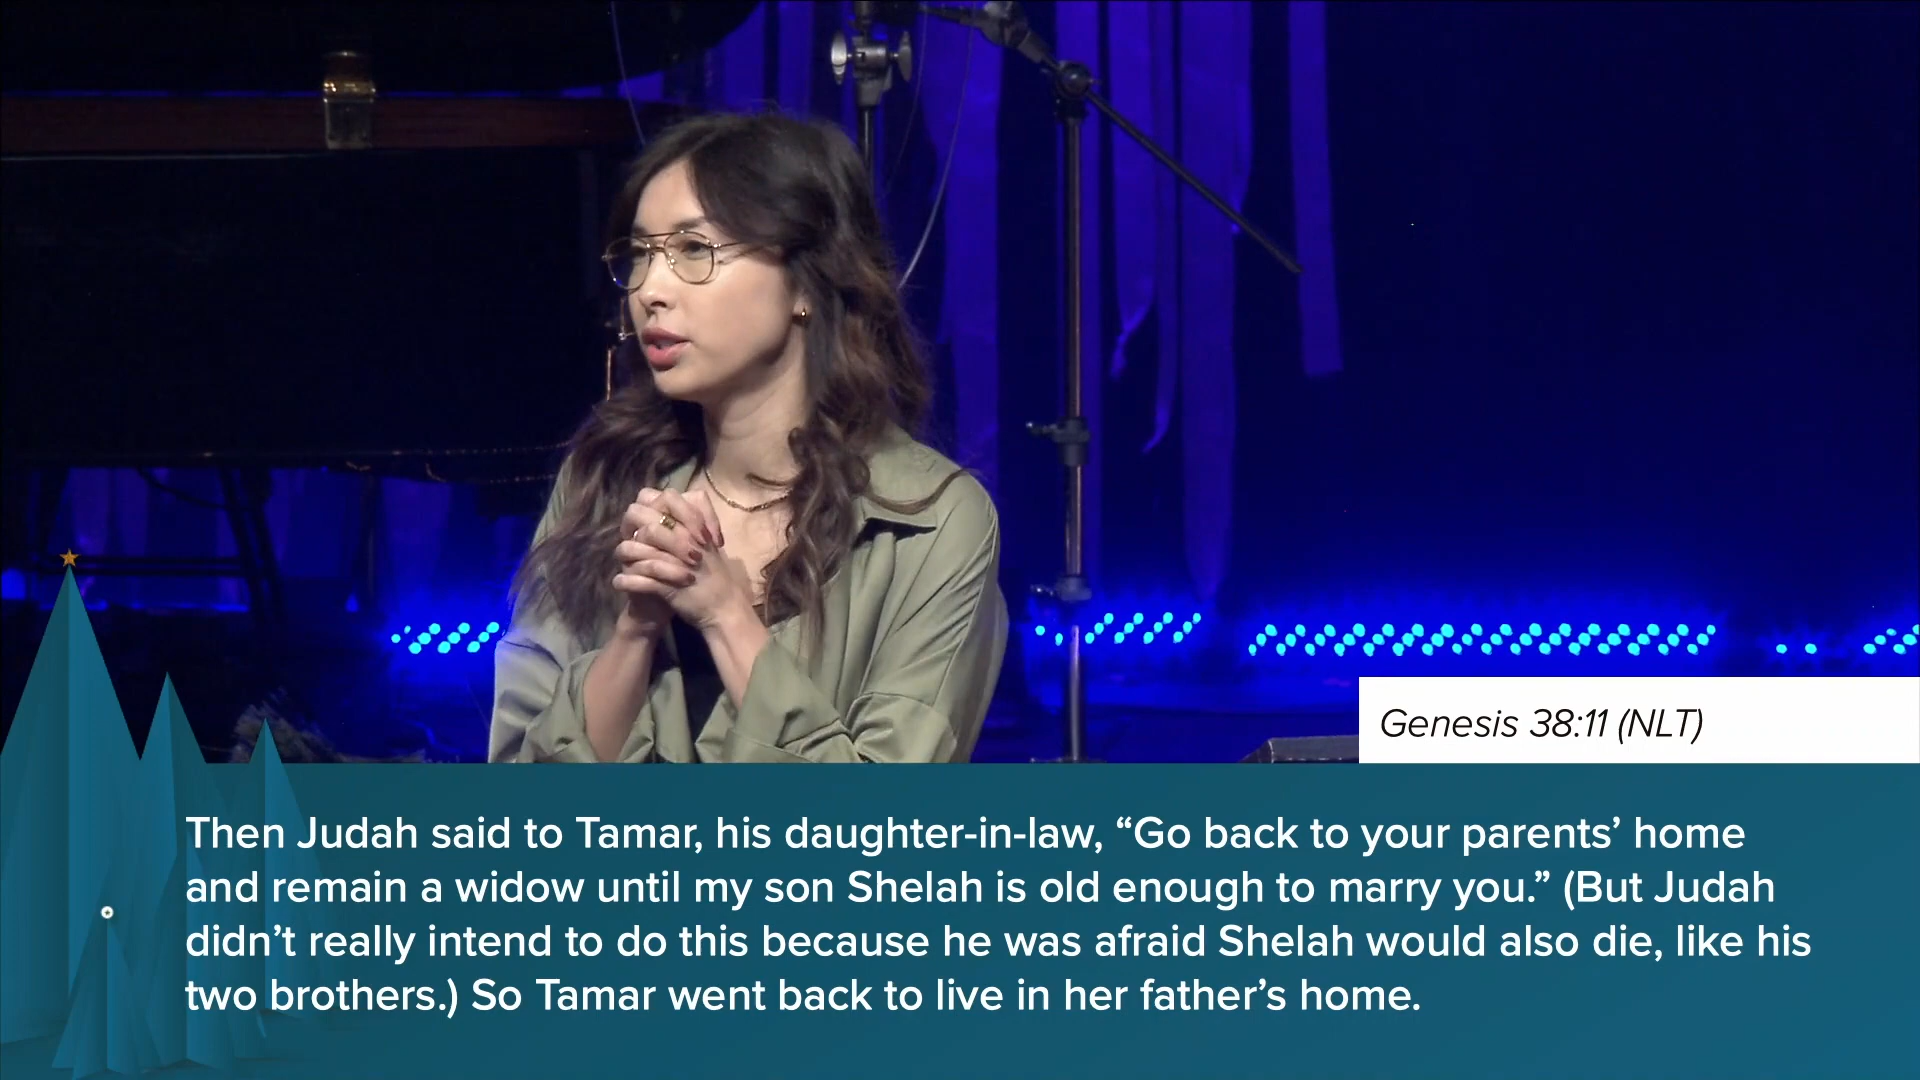 Genesis 38:11 (NLT)
Then Judah said to Tamar, his daughter-in-law, “Go back to your parents’ home
and remain a widow until my son Shelah is old enough to marry you.” (But Judah
didn’t really intend to do this because he was afraid Shelah would also die, like his
two brothers.) So Tamar went back to live in her father’s home.